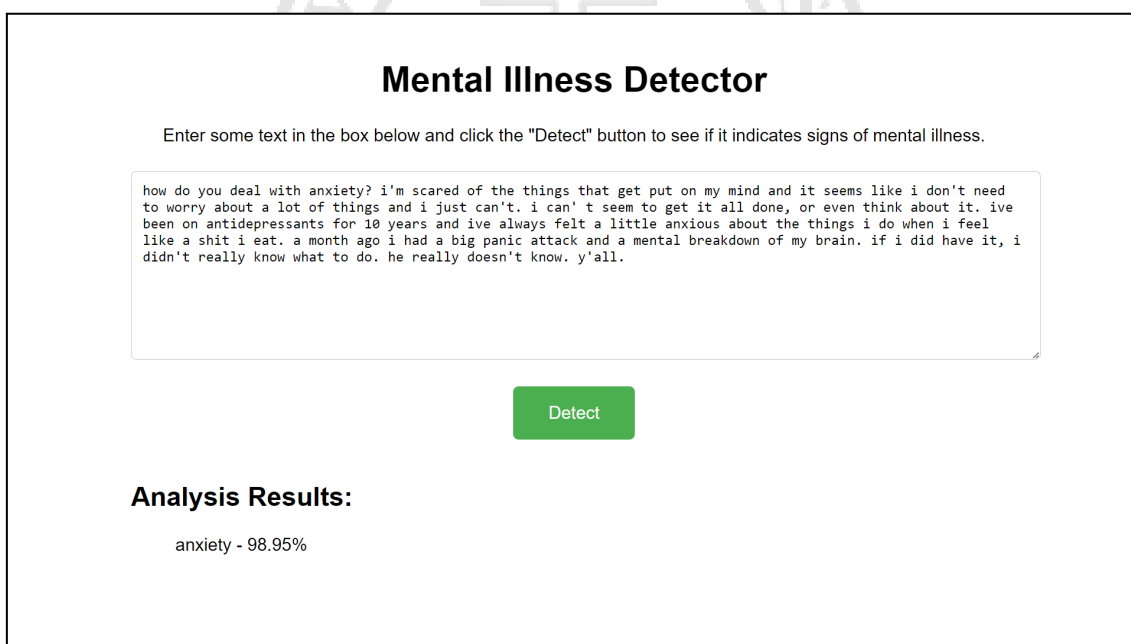 Mental Illness Detector
Enter some text in the box below and click the "Detect" button to see if it indicates signs of mental illness.
how do you deal with anxiety? i'm scared of the things that get put on my mind and it seems like i don't need
to worry about a lot of things and i just can't. i can' t seem to get it all done, or even think about it. ive
been on antidepressants for 10 years and ive always felt a little anxious about the things i do when i feel
like a shit i eat. a month ago i had a big panic attack and a mental breakdown of my brain. if i did have it, i
didn't really know what to do. he really doesn't know. y'all.
Detect
Analysis Results:
anxiety - 98.95%